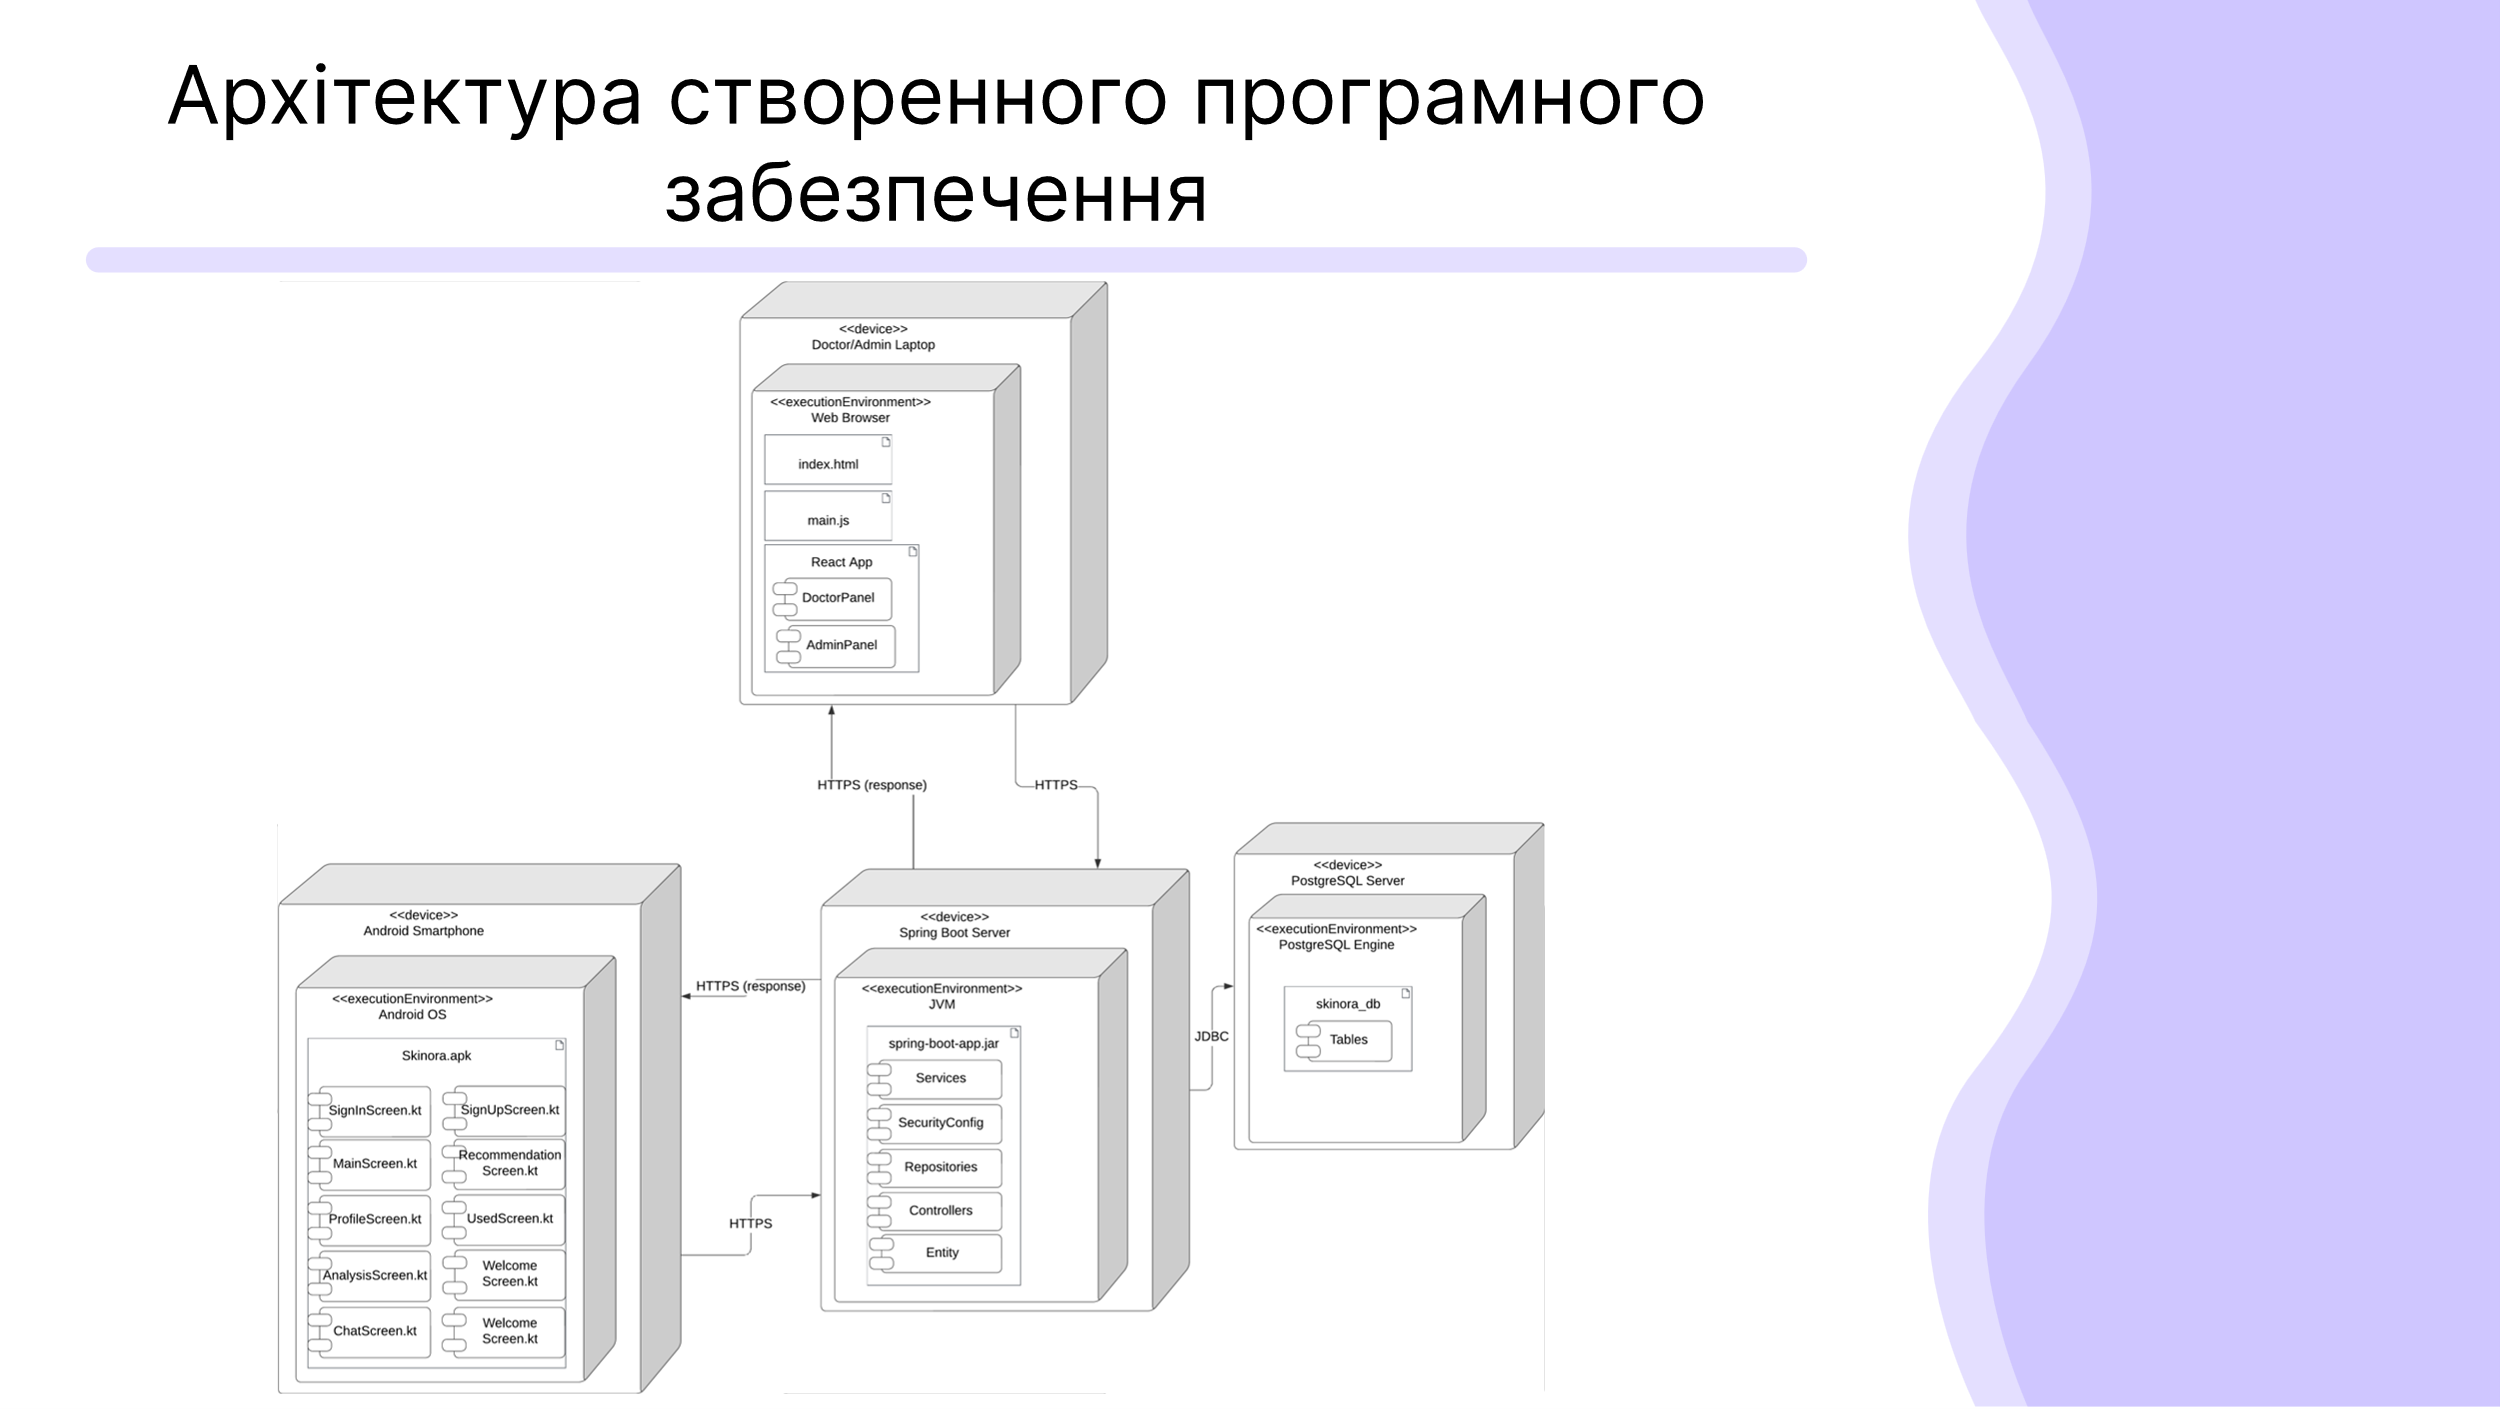 Архітектура створенного програмного
забезпечення
<<device>>
Doctor/Admin Laptop
<<executionEnvironment>>
Web Browser
index.html
main.js
React App
DoctorPanel
AdminPanel
HTTPS (response)
HTTPS
<<device>>
Android Smartphone
<<executionEnvironment>>
Android OS
Skinora.apk
SignInScreen.kt
SignUpScreen.kt
MainScreen.kt
Recommendation
Screen.kt
ProfileScreen.kt
UsedScreen.kt
AnalysisScreen.kt
Welcome
Screen.kt
ChatScreen.kt
Welcome
Screen.kt
HTTPS (response)
HTTPS
<<device>>
Spring Boot Server
<<executionEnvironment>>
JVM
spring-boot-app.jar
Services
SecurityConfig
Repositories
Controllers
Entity
JDBC
<<device>>
PostgreSQL Server
<<executionEnvironment>>
PostgreSQL Engine
skinora_db
Tables